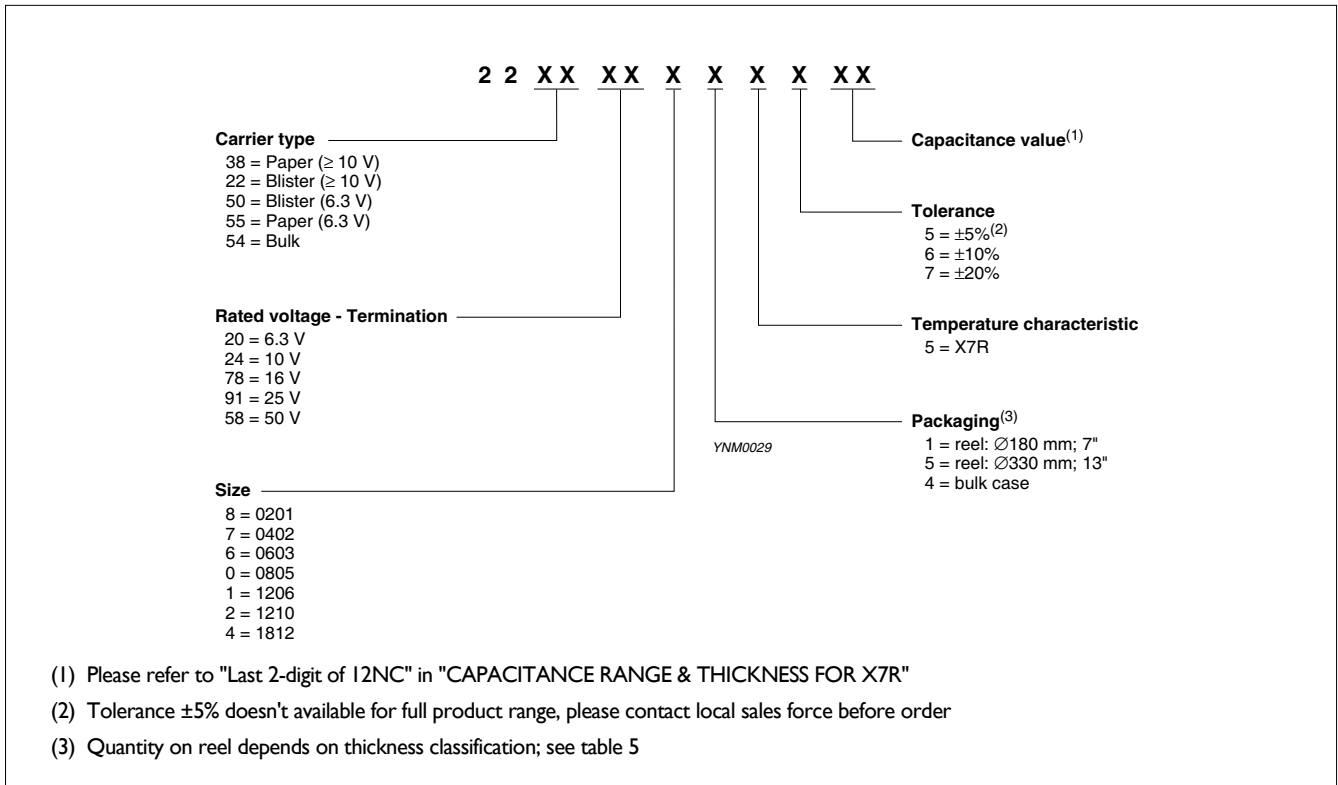 2 2 X X X X X X X X X X
Carrier type
38 = Paper (≥ 10 V)
22 = Blister (≥ 10 V)
50 = Blister (6.3 V)
55 = Paper (6.3 V)
54 = Bulk
Rated voltage - Termination
20 = 6.3 V
24 = 10 V
78 = 16 V
91 = 25 V
58 = 50 V
Size
8 = 0201
7 = 0402
6 = 0603
0 = 0805
1 = 1206
2 = 1210
4 = 1812
Capacitance value(1)
Tolerance
5 = ±5%(2)
6 = ±10%
7 = ±20%
Temperature characteristic
5 = X7R
Packaging(3)
1 = reel: ∅180 mm; 7"
5 = reel: ∅330 mm; 13"
4 = bulk case
YNM0029
(1) Please refer to "Last 2-digit of 12NC" in "CAPACITANCE RANGE & THICKNESS FOR X7R"
(2) Tolerance ±5% doesn't available for full product range, please contact local sales force before order
(3) Quantity on reel depends on thickness classification; see table 5